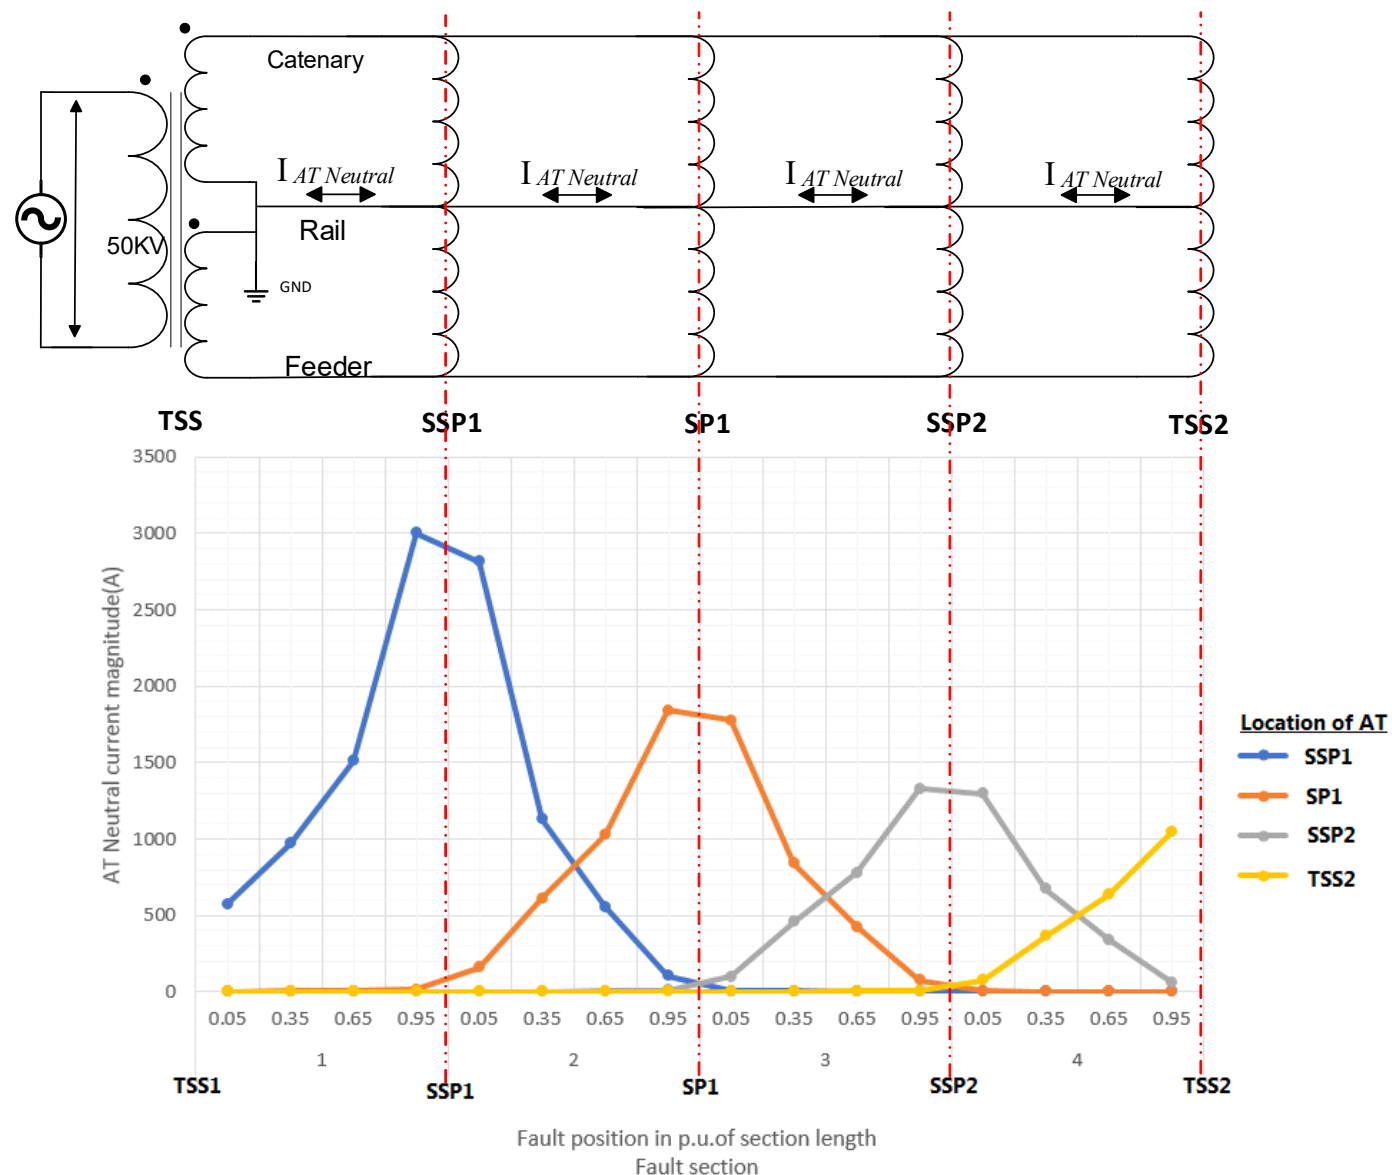 Catenary
I AT Neutral I AT Neutral I AT Neutral I AT Neutral
Rail
50KV
GND
Feeder
TSS SSP1 SP1 SSP2 TSS2
3500
3000
2500
2000
1500
1000
500
0
AT Neutral current magnitude(A)
Location of AT
SSP1
SP1
SSP2
TSS2
0.05 0.35 0.65 0.95 0.05 0.35 0.65 0.95 0.05 0.35 0.65 0.95 0.05 0.35 0.65 0.95
1 2 3 4
TSS1 SSP1 SP1 SSP2 TSS2
Fault position in p.u.of section length
Fault section